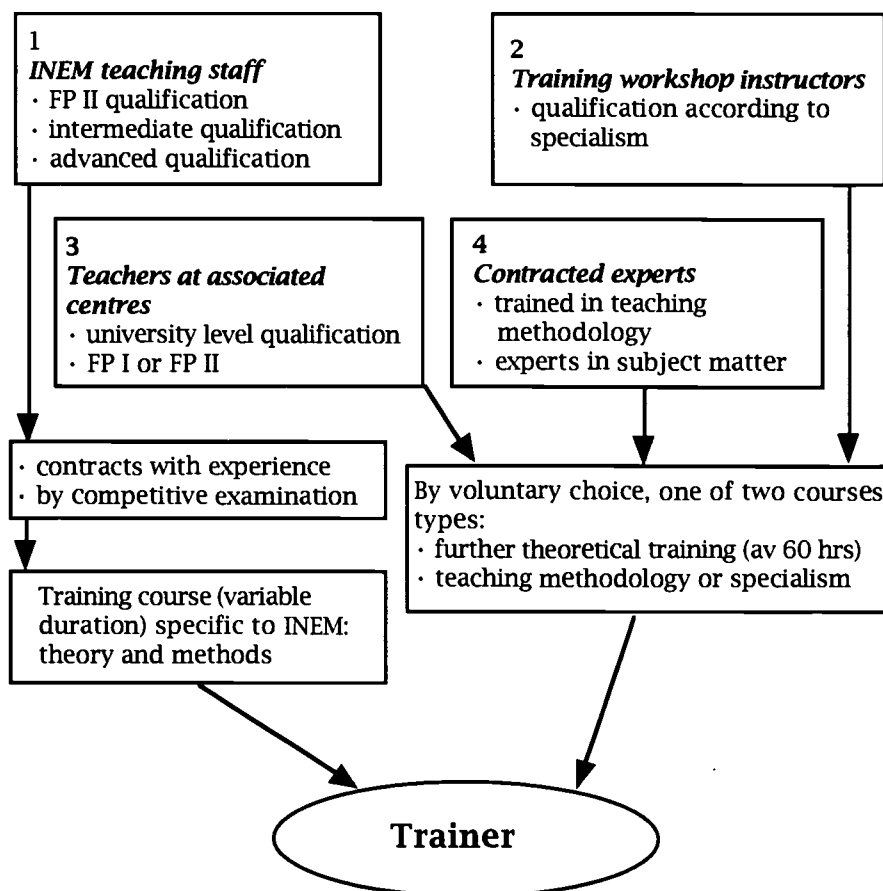 1
INEM teaching staff
· FP II qualification
· intermediate qualification
· advanced qualification
2
Training workshop instructors
· qualification according to
specialism
3
Teachers at associated
centres
· university level qualification
· FP I or FP II
4
Contracted experts
· trained in teaching
methodology
· experts in subject matter
· contracts with experience
· by competitive examination
By voluntary choice, one of two courses
types:
· further theoretical training (av 60 hrs)
· teaching methodology or specialism
Training course (variable
duration) specific to INEM:
theory and methods
Trainer